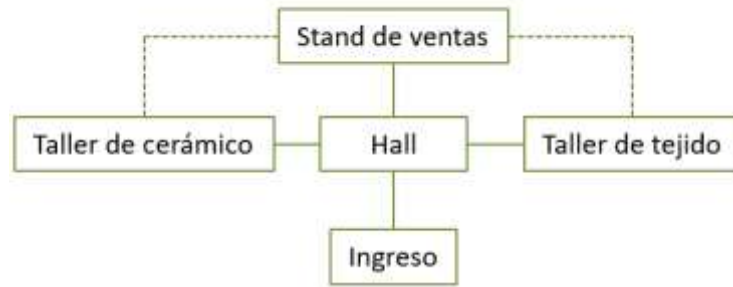 Stand de ventas
Taller de cerámico
Hall
Taller de tejido
Ingreso